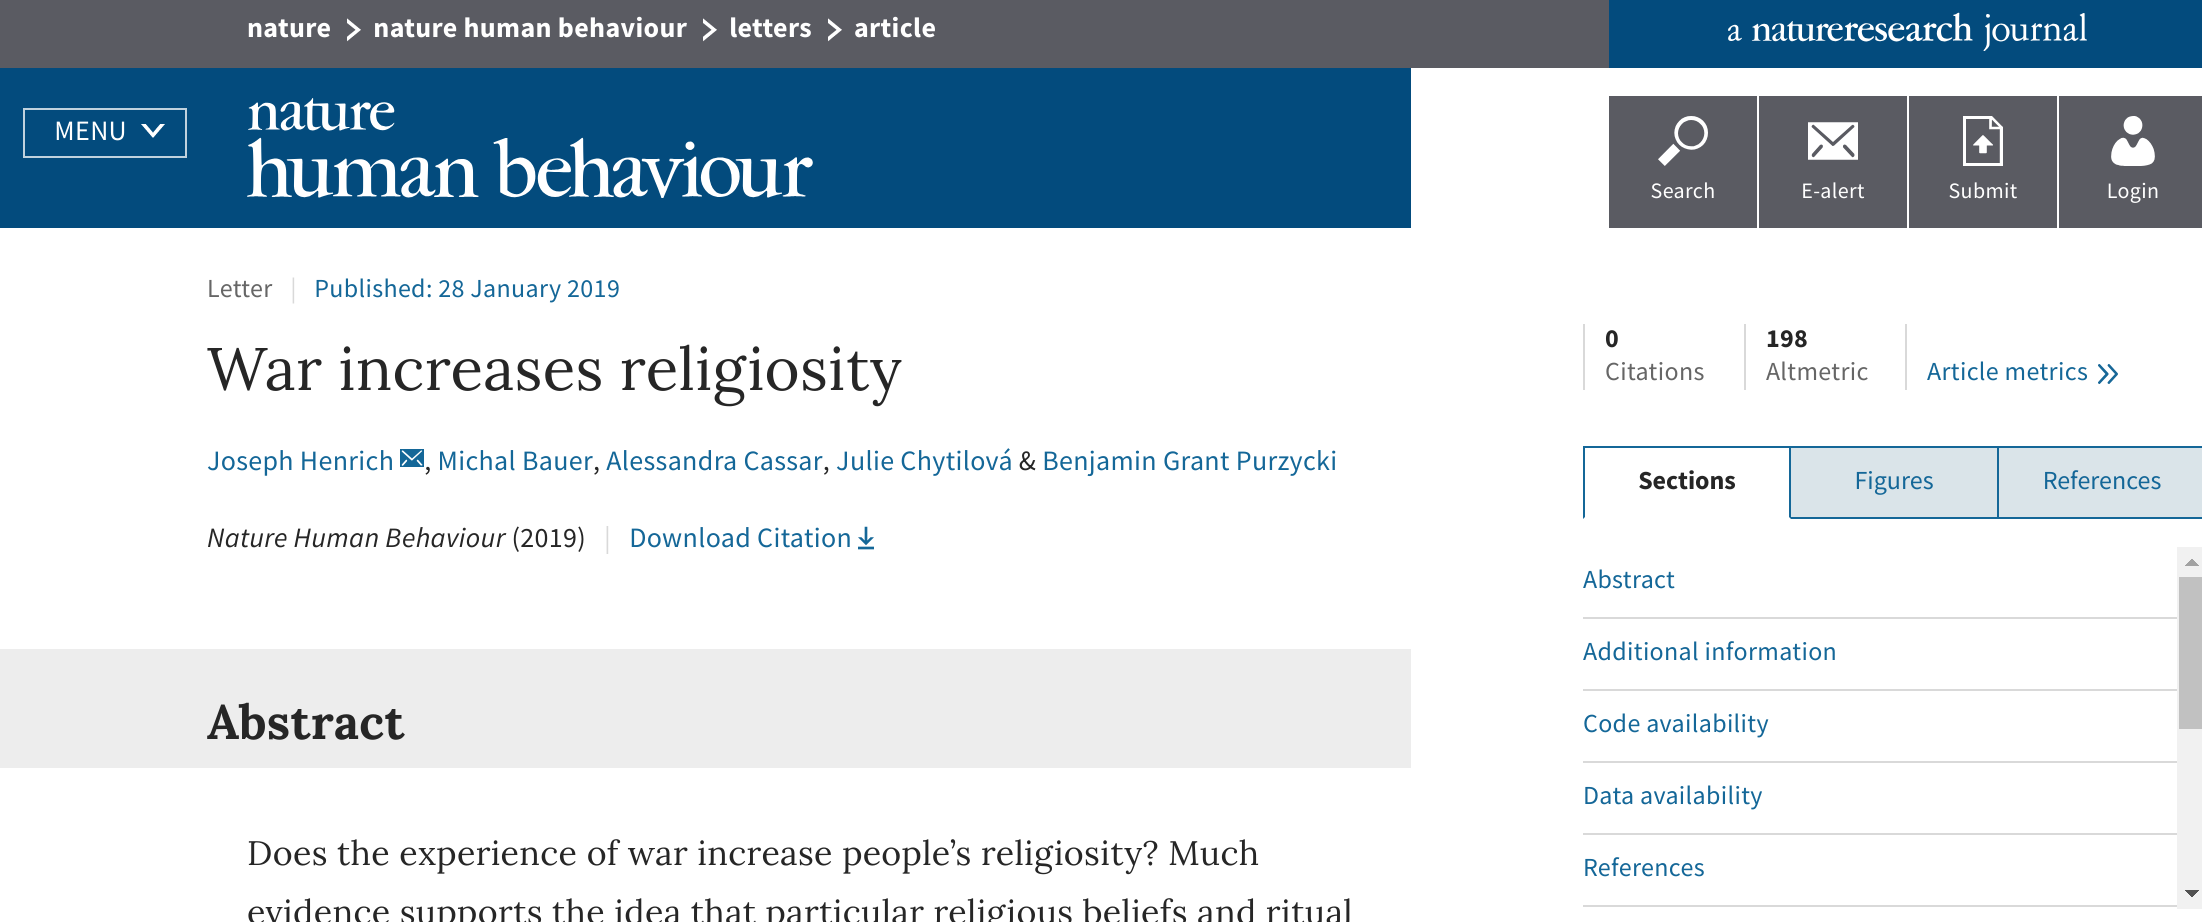 nature > nature human behaviour > letters > article
a natureresearch journal
MENU
nature
human behaviour
Search
E-alert
Submit
Login
Letter | Published: 28 January 2019
War increases religiosity
Joseph Henrich, Michal Bauer, Alessandra Cassar, Julie Chytilová & Benjamin Grant Purzycki
Nature Human Behaviour (2019) | Download Citation
0
Citations
198
Altmetric
Article metrics
Sections
Figures
References
Abstract
Additional information
Code availability
Data availability
References
Abstract
Does the experience of war increase people’s religiosity? Much
evidence supports the idea that particular religious beliefs and ritual